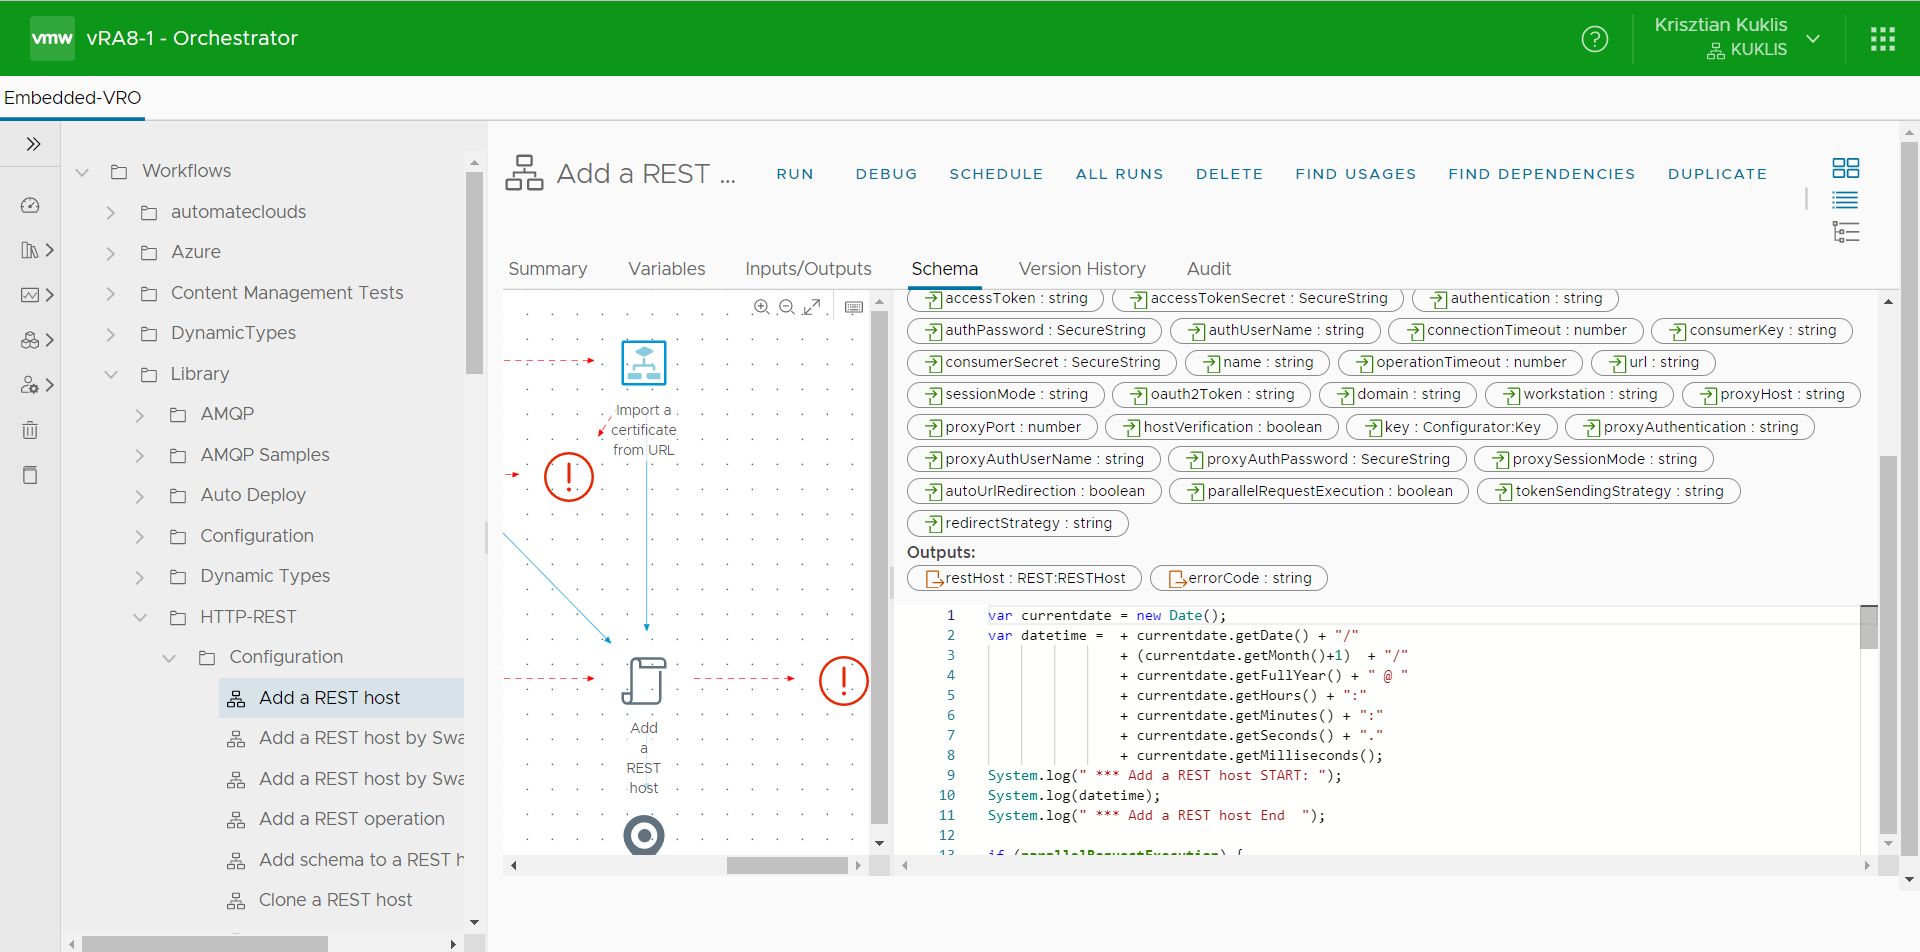 vmw vRA8-1 - Orchestrator
Krisztian Kuklis
KUKLIS
Embedded-VRO
Workflows
automateclouds
Azure
Content Management Tests
DynamicTypes
Library
AMQP
AMQP Samples
Auto Deploy
Configuration
Dynamic Types
HTTP-REST
Configuration
Add a REST host
Add a REST host by Swa
Add a REST host by Swa
Add a REST operation
Add schema to a REST h
Clone a REST host
Add a REST ... RUN DEBUG SCHEDULE ALL RUNS DELETE FIND USAGES FIND DEPENDENCIES DUPLICATE
Summary Variables Inputs/Outputs Schema Version History Audit
Import a
certificate
from URL
Add
a
REST
host
accessToken : string accessTokenSecret : SecureString authentication : string
authPassword : SecureString authUserName : string connectionTimeout : number consumerKey : string
consumerSecret : SecureString name : string operationTimeout : number url : string
sessionMode : string oauth2Token : string domain : string workstation : string proxyHost : string
proxyPort : number hostVerification : boolean key : Configurator:Key proxyAuthentication : string
proxyAuthUserName : string proxyAuthPassword : SecureString proxySessionMode : string
autoUrlRedirection : boolean parallelRequestExecution : boolean tokenSendingStrategy : string
redirectStrategy : string
Outputs:
restHost : REST:RESTHost errorCode : string
1 var currentdate = new Date();
2 var datetime =  + currentdate.getDate() + "/"
3 + (currentdate.getMonth()+1)  + "/"
4 + currentdate.getFullYear() + " @ "
5 + currentdate.getHours() + ":"
6 + currentdate.getMinutes() + ":"
7 + currentdate.getSeconds() + "."
8 + currentdate.getMilliseconds();
9 System.log(" *** Add a REST host START: ");
10 System.log(datetime);
11 System.log(" *** Add a REST host End  ");
12
13 if (parallelRequestExecution) {